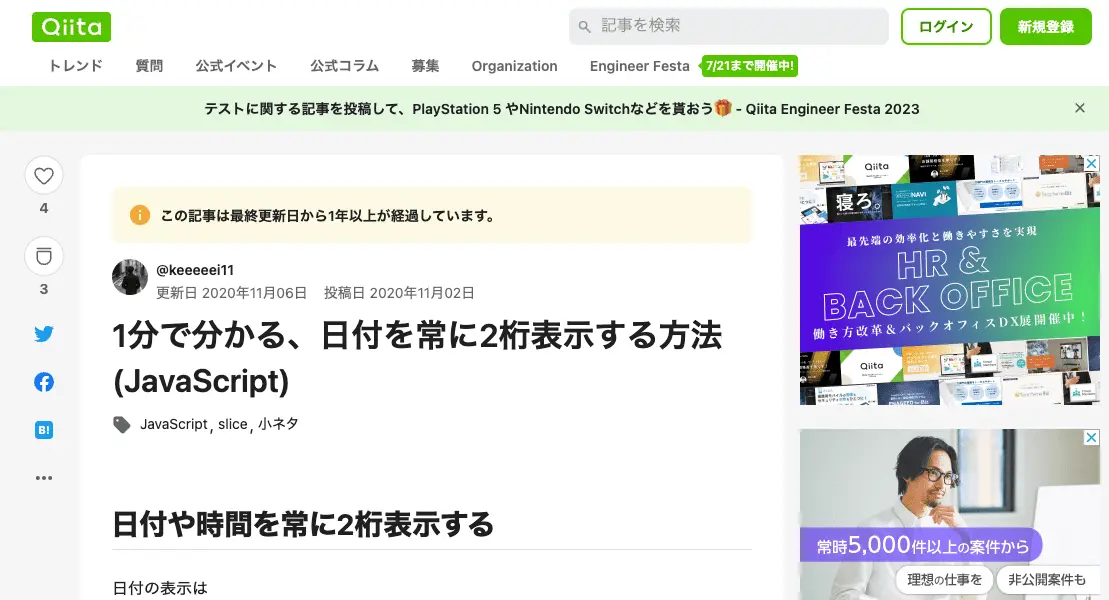 Qiita
記事を検索
ログイン
新規登録
トレンド 質問 公式イベント 公式コラム 募集 Organization Engineer Festa 7/21まで開催中!
テストに関する記事を投稿して、PlayStation 5 やNintendo Switchなどを貰おう🎁 - Qiita Engineer Festa 2023
4
3
B!
この記事は最終更新日から1年以上が経過しています。
@keeeeei11
更新日 2020年11月06日 投稿日 2020年11月02日
1分で分かる、日付を常に2桁表示する方法
(JavaScript)
JavaScript, slice, 小ネタ
日付や時間を常に2桁表示する
日付の表示は
Qiita
寝ろ。
NAVI
最先端の効率化と働きやすさを実現
HR &
BACK OFFICE
働き方改革&バックオフィスDX展開催中!
Qiita
常時5,000件以上の案件から
理想の仕事を
非公開案件も